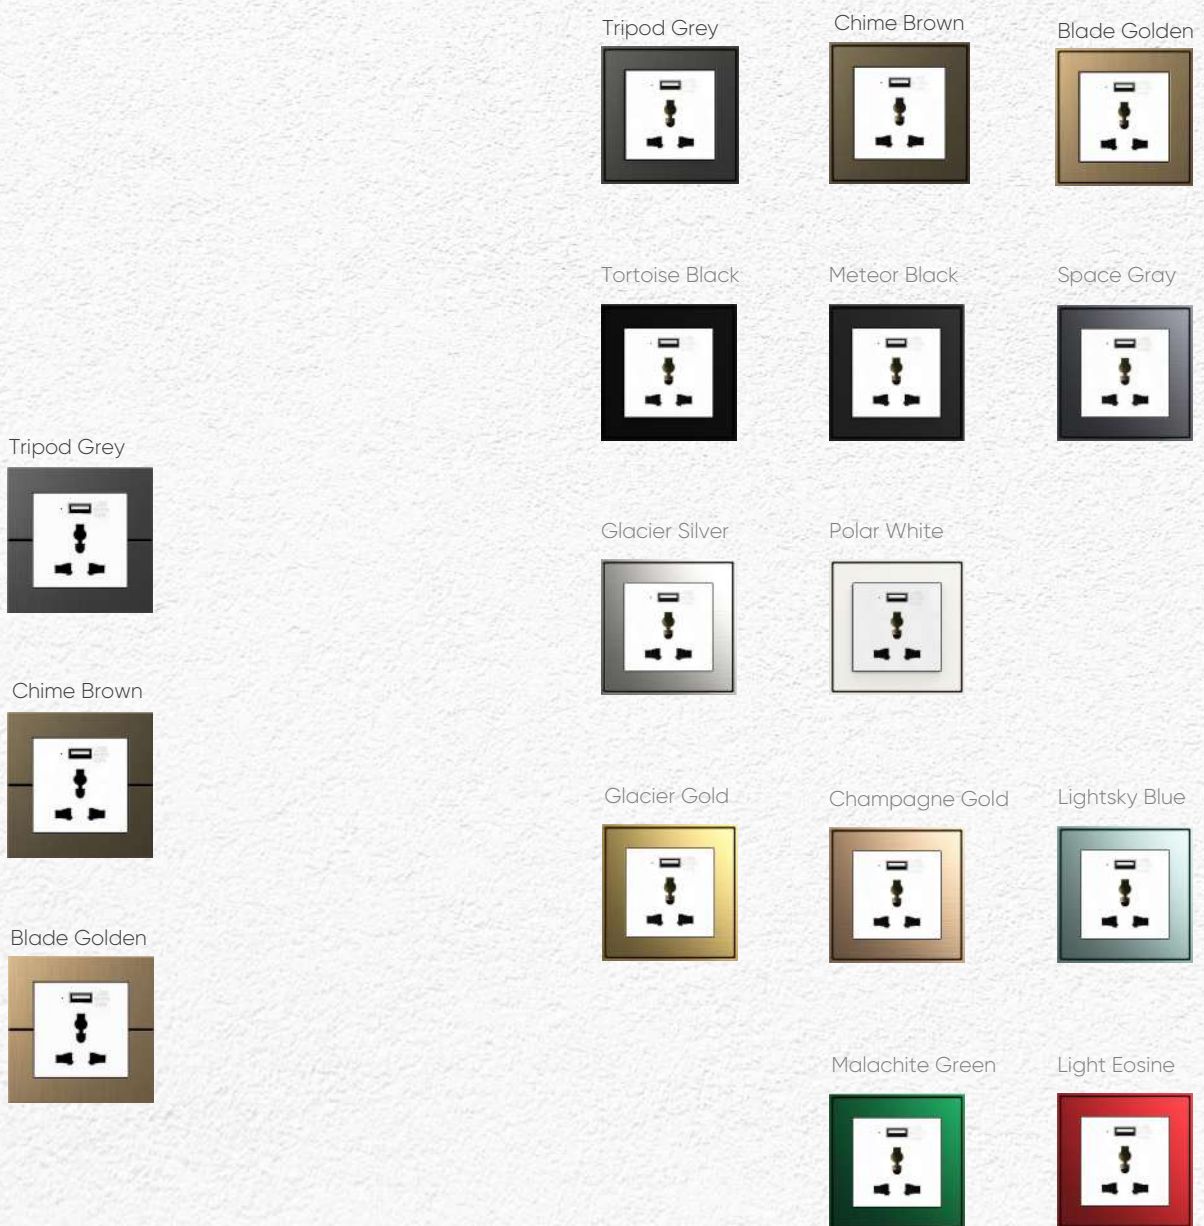 Tripod Grey
Chime Brown
Blade Golden
Tortoise Black
Meteor Black
Space Gray
Tripod Grey
Glacier Silver
Polar White
Chime Brown
Glacier Gold
Champagne Gold
Lightsky Blue
Blade Golden
Malachite Green
Light Eosine